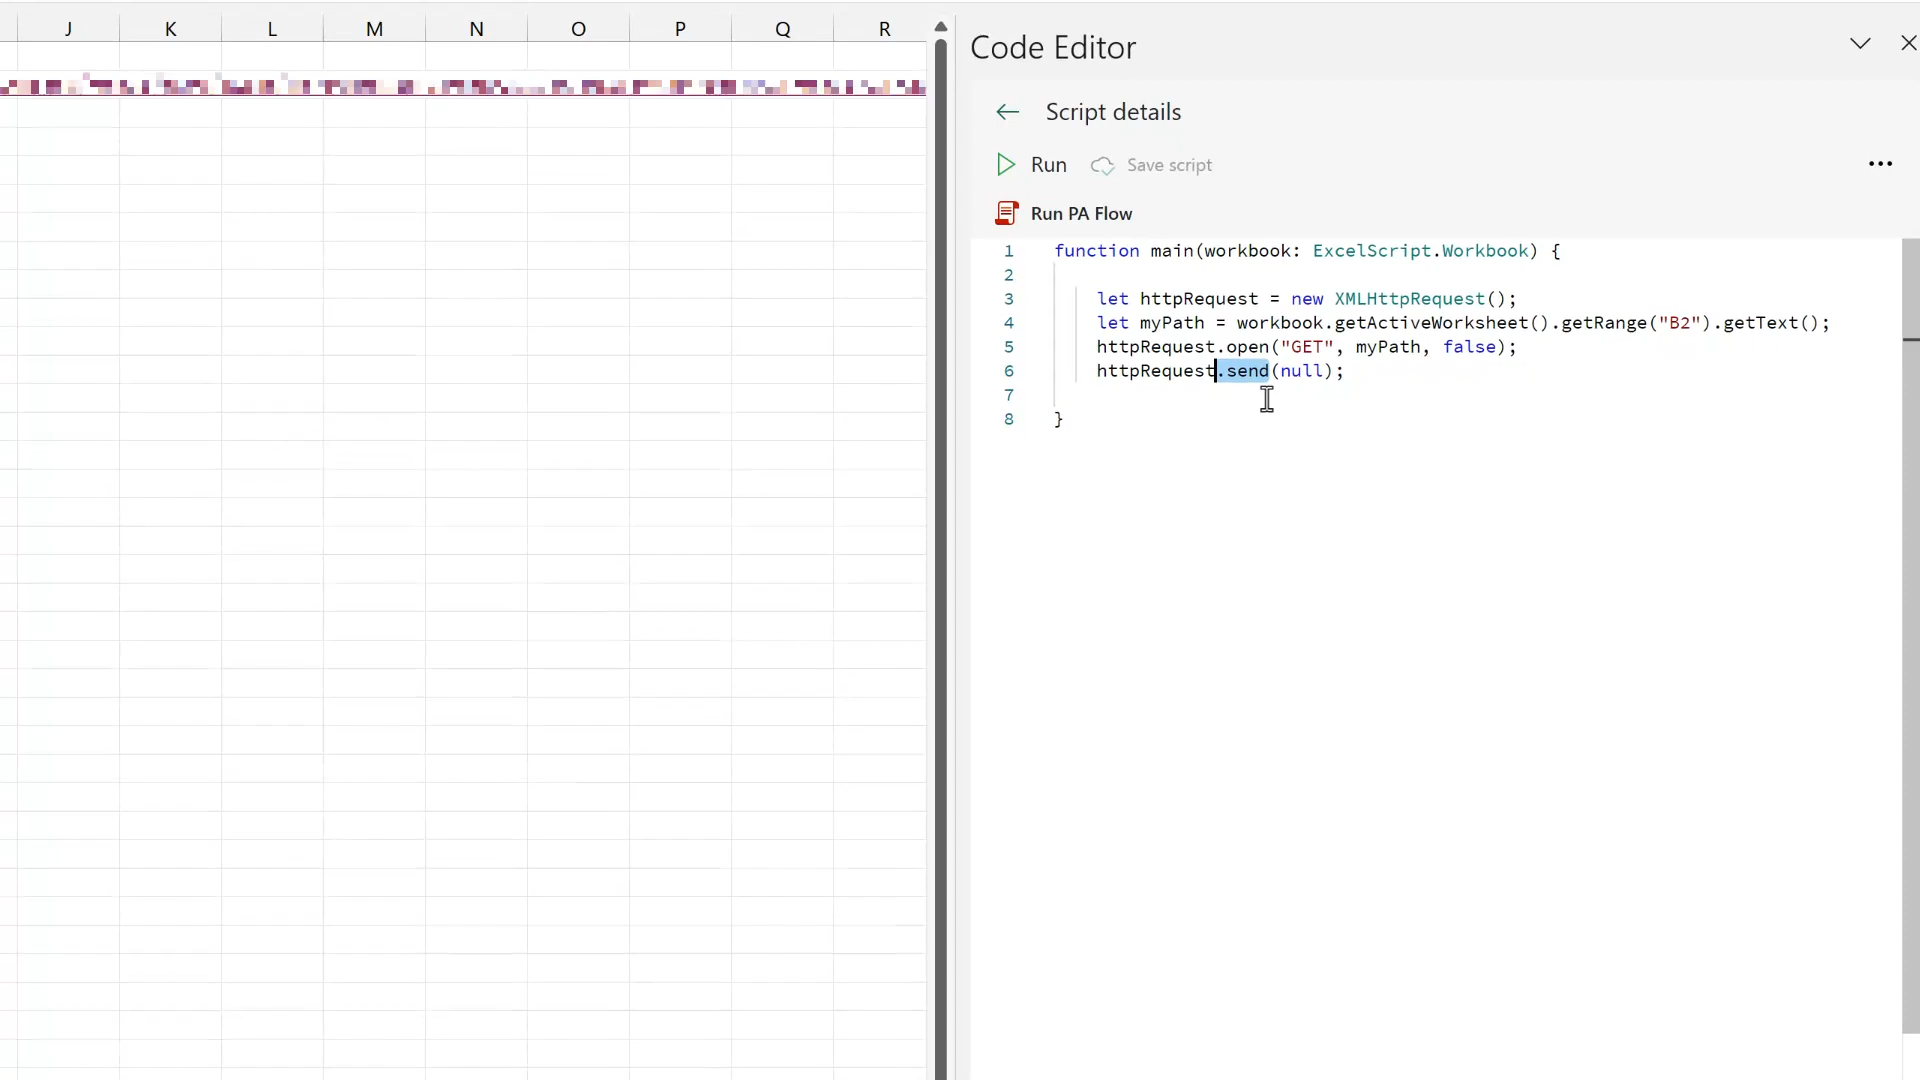 J K L M N O P Q R
Code Editor
Script details
Run Save script
Run PA Flow
1 function main(workbook: ExcelScript.Workbook) {
2
3 let httpRequest = new XMLHttpRequest();
4 let myPath = workbook.getActiveWorksheet().getRange("B2").getText();
5 httpRequest.open("GET", myPath, false);
6 httpRequest.send(null);
7
8 }